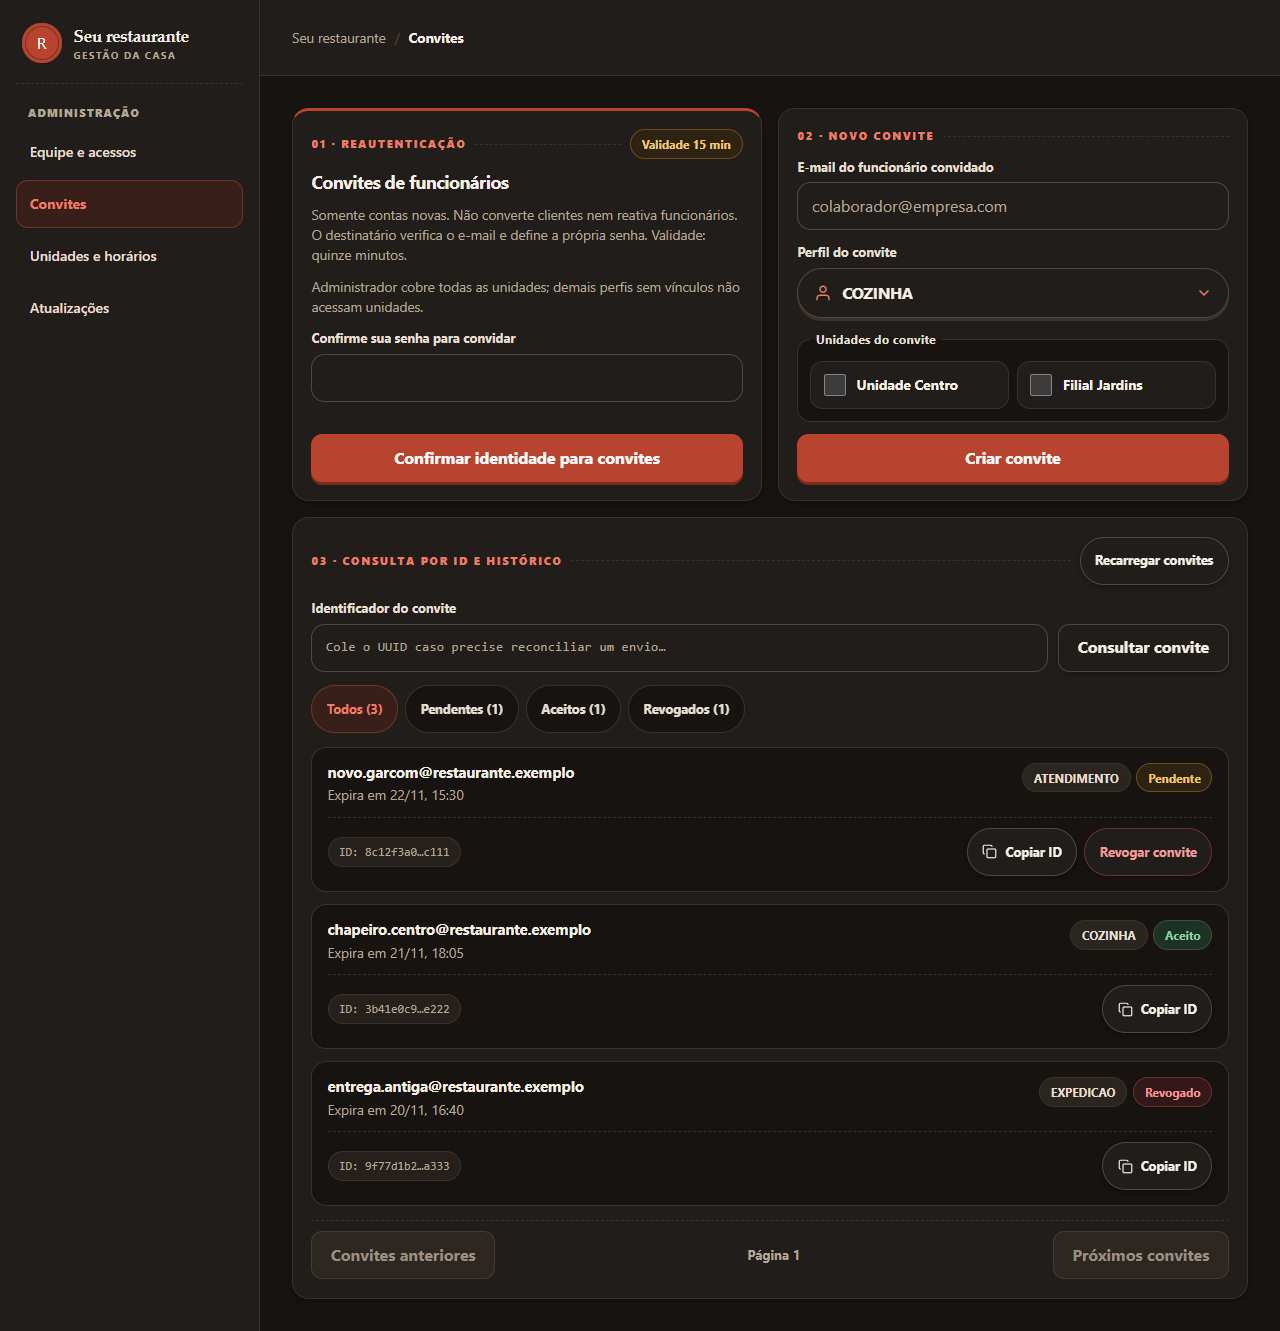 R
Seu restaurante
GESTÃO DA CASA
ADMINISTRAÇÃO
Equipe e acessos
Convites
Unidades e horários
Atualizações
Seu restaurante / Convites
01 · REAUTENTICAÇÃO
Validade 15 min
Convites de funcionários
Somente contas novas. Não converte clientes nem reativa funcionários.
O destinatário verifica o e-mail e define a própria senha. Validade:
quinze minutos.
Administrador cobre todas as unidades; demais perfis sem vínculos não
acessam unidades.
Confirme sua senha para convidar
Confirmar identidade para convites
02 · NOVO CONVITE
E-mail do funcionário convidado
colaborador@empresa.com
Perfil do convite
COZINHA
Unidades do convite
Unidade Centro
Filial Jardins
Criar convite
03 · CONSULTA POR ID E HISTÓRICO
Recarregar convites
Identificador do convite
Cole o UUID caso precise reconciliar um envio…
Consultar convite
Todos (3)
Pendentes (1)
Aceitos (1)
Revogados (1)
novo.garcom@restaurante.exemplo
ATENDIMENTO
Pendente
Expira em 22/11, 15:30
ID: 8c12f3a0…c111
Copiar ID
Revogar convite
chapeiro.centro@restaurante.exemplo
COZINHA
Aceito
Expira em 21/11, 18:05
ID: 3b41e0c9…e222
Copiar ID
entrega.antiga@restaurante.exemplo
EXPEDICAO
Revogado
Expira em 20/11, 16:40
ID: 9f77d1b2…a333
Copiar ID
Convites anteriores
Página 1
Próximos convites